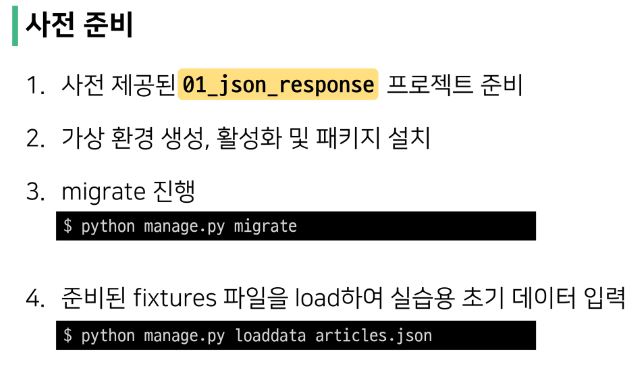 사전 준비
1. 사전 제공된 01_json_response 프로젝트 준비
2. 가상 환경 생성, 활성화 및 패키지 설치
3. migrate 진행
$ python manage.py migrate
4. 준비된 fixtures 파일을 load하여 실습용 초기 데이터 입력
$ python manage.py loaddata articles.json